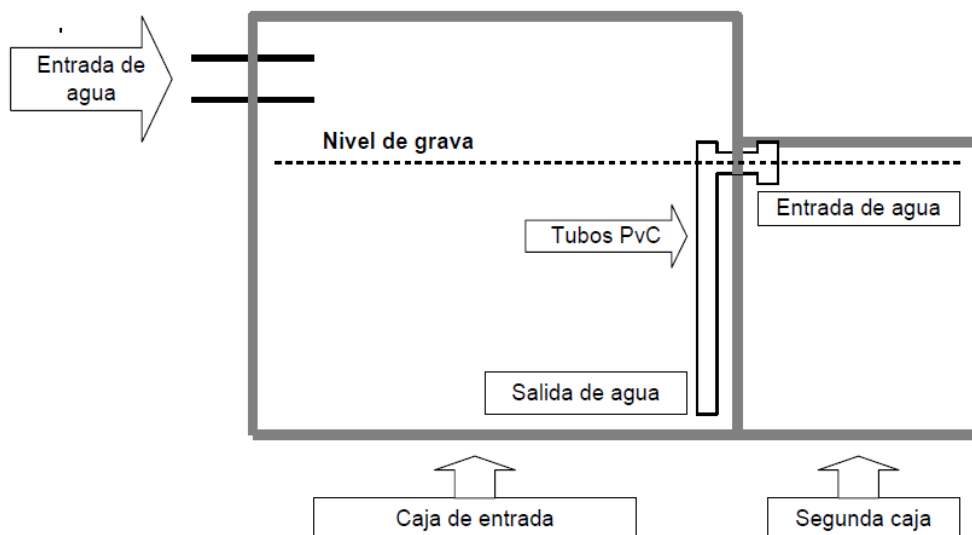 Entrada de
agua
Nivel de grava
Entrada de agua
Tubos PvC
Salida de agua
Caja de entrada
Segunda caja